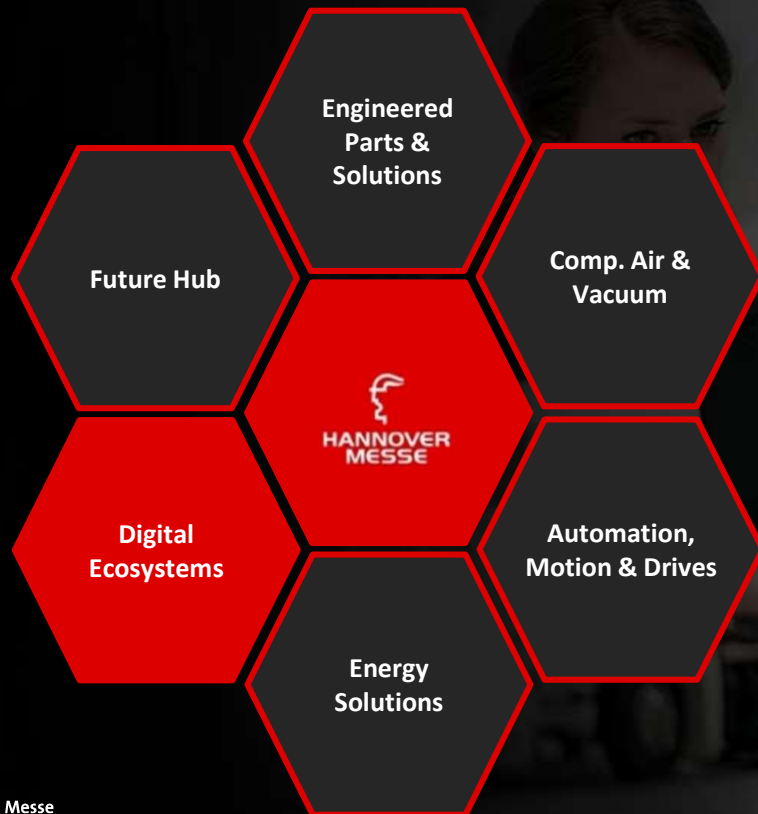 Engineered
Parts &
Solutions
Future Hub
Comp. Air &
Vacuum
HANNOVER
MESSE
Digital
Ecosystems
Automation,
Motion & Drives
Energy
Solutions
Messe